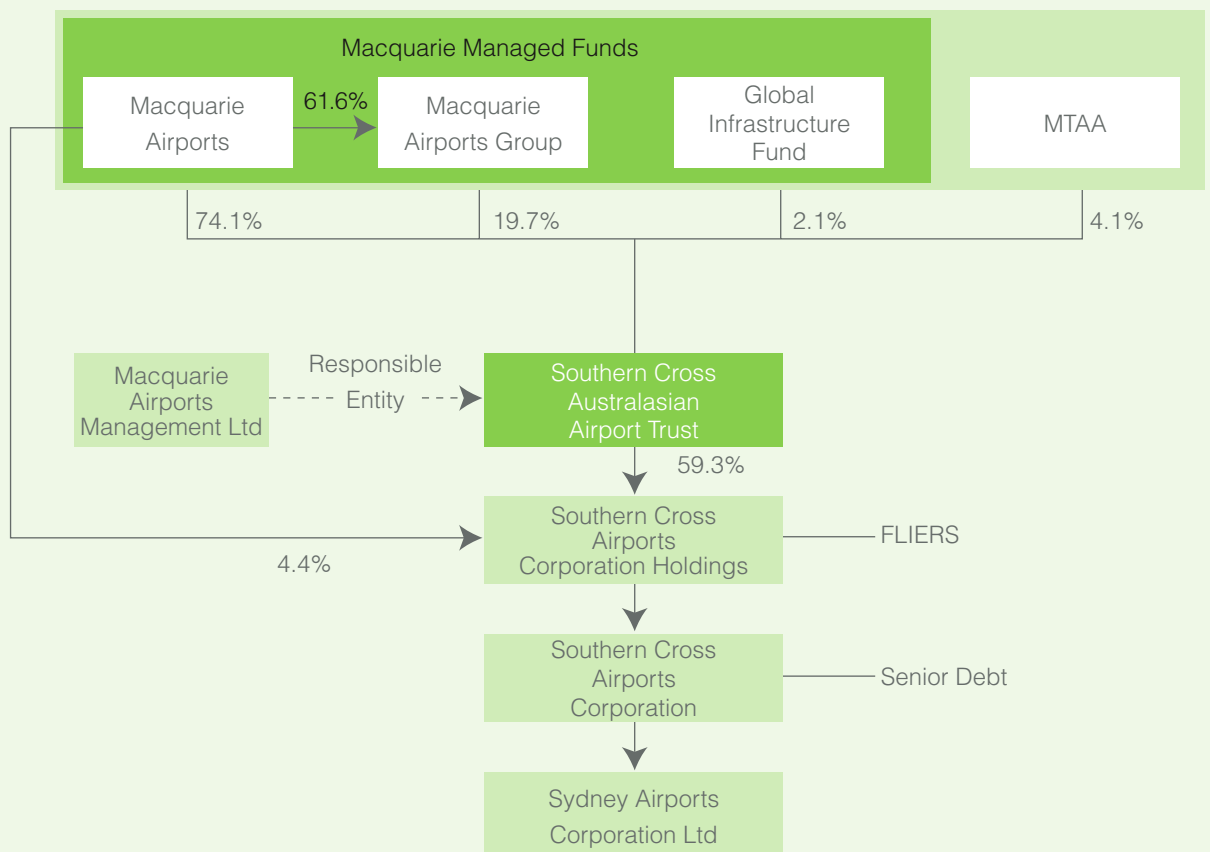 Macquarie Managed Funds
Macquarie
Airports
61.6%
Macquarie
Airports Group
Global
Infrastructure
Fund
MTAA
74.1%
19.7%
2.1%
4.1%
Macquarie
Airports
Management Ltd
Responsible
Entity
Southern Cross
Australasian
Airport Trust
59.3%
Southern Cross
Airports
Corporation Holdings
FLIERS
4.4%
Southern Cross
Airports
Corporation
Senior Debt
Sydney Airports
Corporation Ltd